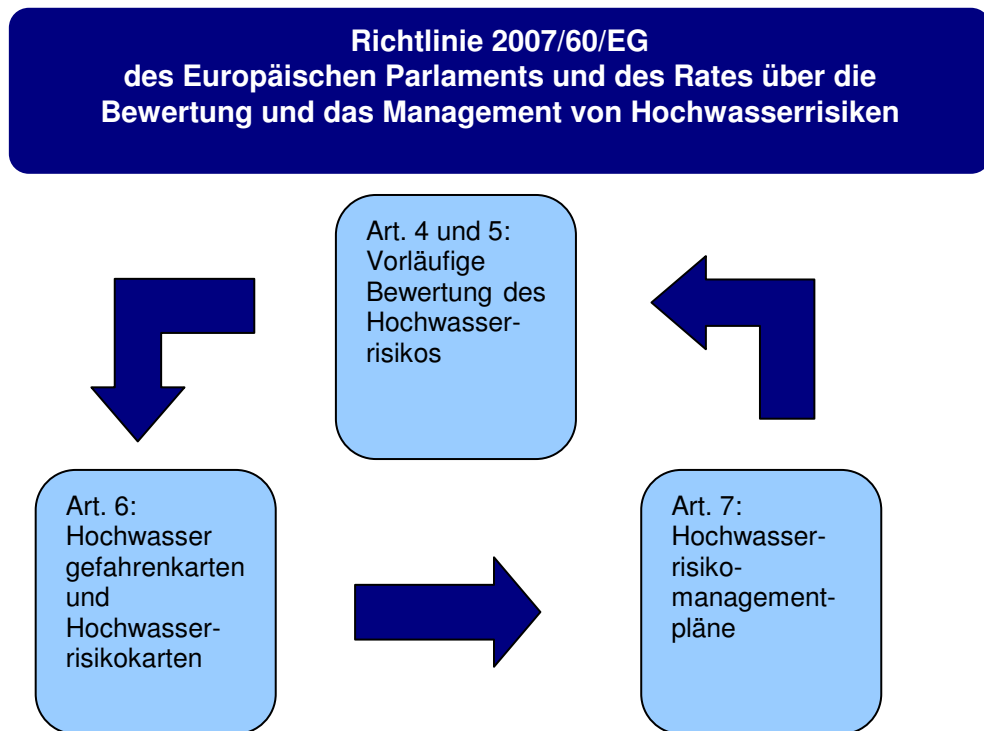 Richtlinie 2007/60/EG
des Europäischen Parlaments und des Rates über die
Bewertung und das Management von Hochwasserrisiken
Art. 4 und 5:
Vorläufige
Bewertung des
Hochwasser-
risikos
Art. 6:
Hochwasser
gefahrenkarten
und
Hochwasser-
risikokarten
Art. 7:
Hochwasser-
risiko-
management-
pläne